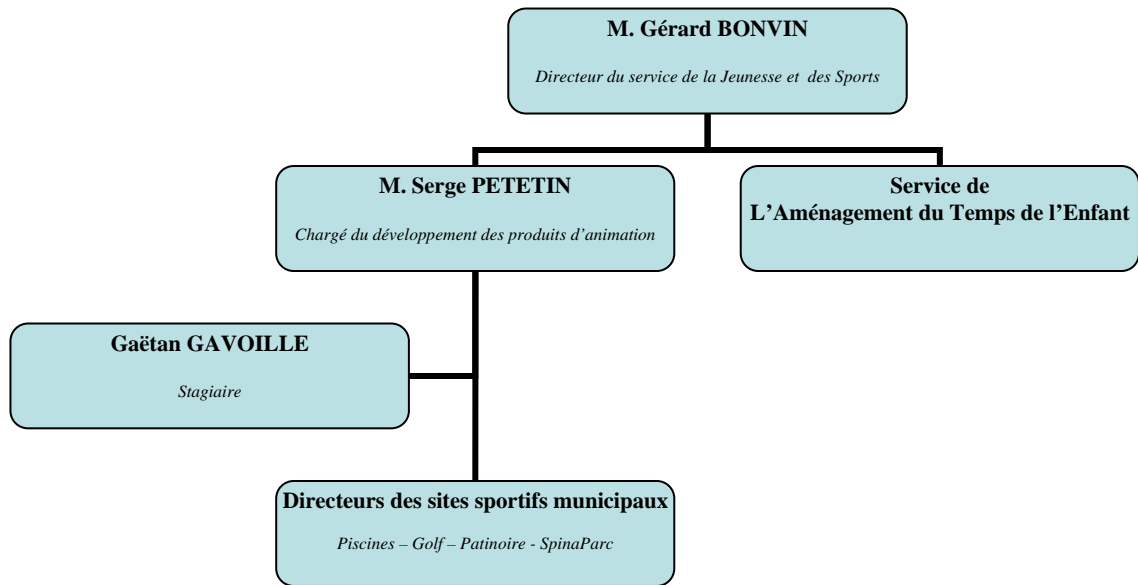 M. Gérard BONVIN
Directeur du service de la Jeunesse et des Sports
M. Serge PETETIN
Chargé du développement des produits d'animation
Service de
L'Aménagement du Temps de l'Enfant
Gaëtan GAVOILLE
Stagiaire
Directeurs des sites sportifs municipaux
Piscines – Golf – Patinoire - SpinaParc